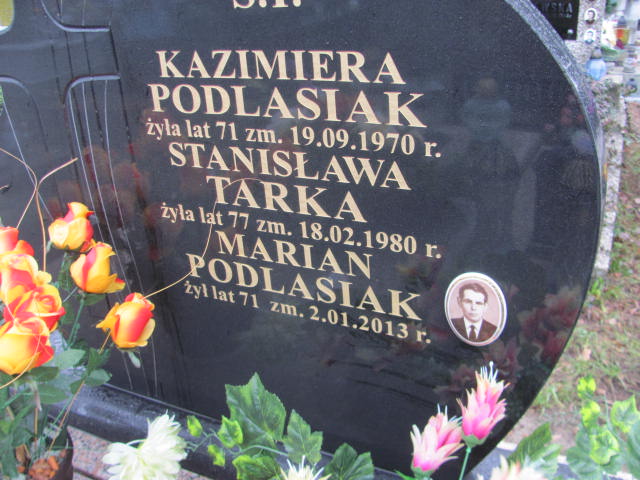 Ś.P.
KAZIMIERA
PODLASIAK
żyła lat 71 zm. 19.09.1970 r.
STANISŁAWA
TARKA
żyła lat 77 zm. 18.02.1980 r.
MARIAN
PODLASIAK
żył lat 71 zm. 2.01.2013 r.